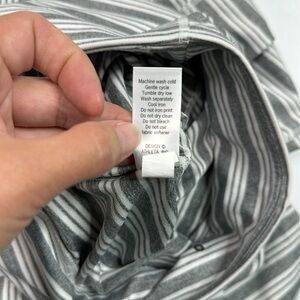 Machine wash cold
Gentle cycle
Tumble dry low
Wash separately
Cool iron
Do not iron print
Do not dry clean
Do not bleach
Do not use
fabric softener
DESIGN ©
ATHLETA